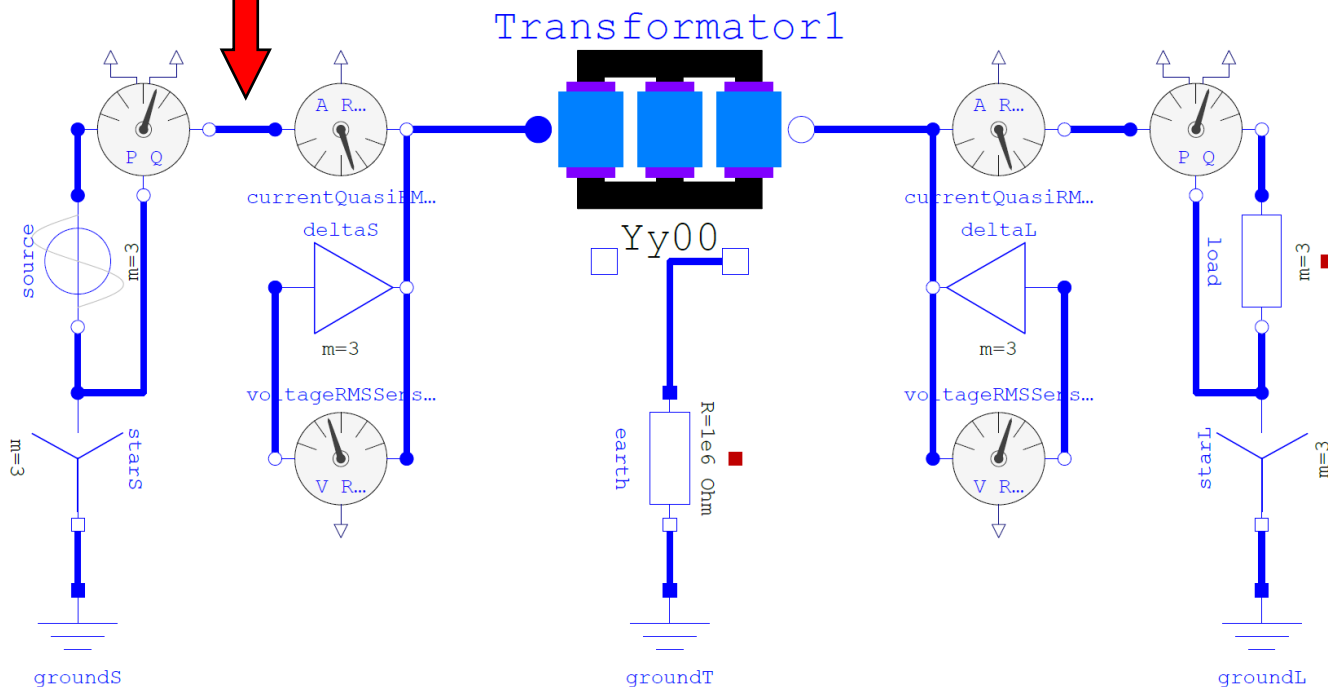 Transformator1
A R...
A R...
P Q
P Q
currentQuasiRM...
currentQuasiRM...
source
m=3
deltaS
Yy00
deltaL
load
m=3
m=3
m=3
voltageRMSSens...
voltageRMSSens...
m=3
starS
V R...
earth
R=1e6 Ohm
V R...
starL
m=3
groundS
groundT
groundL